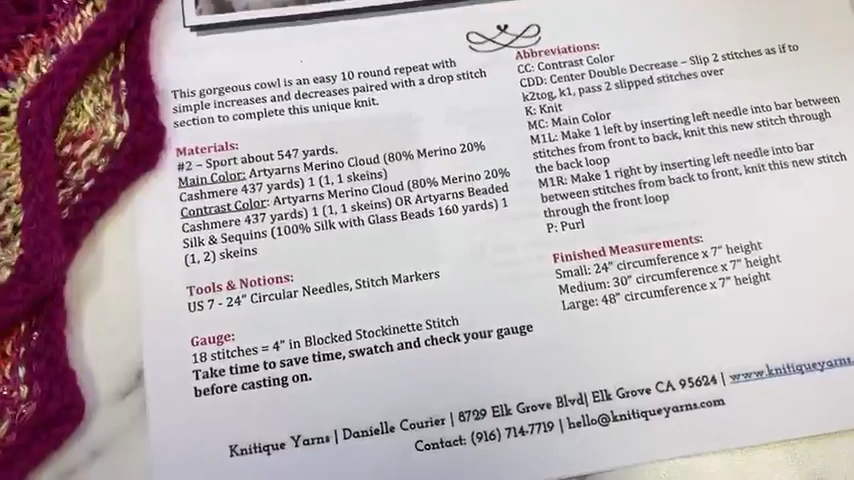 This gorgeous cowl is an easy 10 round repeat with
simple increases and decreases paired with a drop stitch
section to complete this unique knit.
Materials:
#2 – Sport about 547 yards.
Main Color: Artyarns Merino Cloud (80% Merino 20%
Cashmere 437 yards) 1 (1, 1 skeins)
Contrast Color: Artyarns Merino Cloud (80% Merino 20%
Cashmere 437 yards) 1 (1, 1 skeins) OR Artyarns Beaded
Silk & Sequins (100% Silk with Glass Beads 160 yards) 1
(1, 2) skeins
Tools & Notions:
US 7 - 24" Circular Needles, Stitch Markers
Gauge:
18 stitches = 4" in Blocked Stockinette Stitch
Take time to save time, swatch and check your gauge
before casting on.
Abbreviations:
CC: Contrast Color
CDD: Center Double Decrease – Slip 2 stitches as if to
k2tog, k1, pass 2 slipped stitches over
K: Knit
MC: Main Color
M1L: Make 1 left by inserting left needle into bar between
stitches from front to back, knit this new stitch through
the back loop
M1R: Make 1 right by inserting left needle into bar
between stitches from back to front, knit this new stitch
through the front loop
P: Purl
Finished Measurements:
Small: 24" circumference x 7" height
Medium: 30" circumference x 7" height
Large: 48" circumference x 7" height
Knitique Yarns | Danielle Courier | 8729 Elk Grove Blvd| Elk Grove CA 95624 | www.knitiqueyarns.
Contact: (916) 714-7719 | hello@knitiqueyarns.com